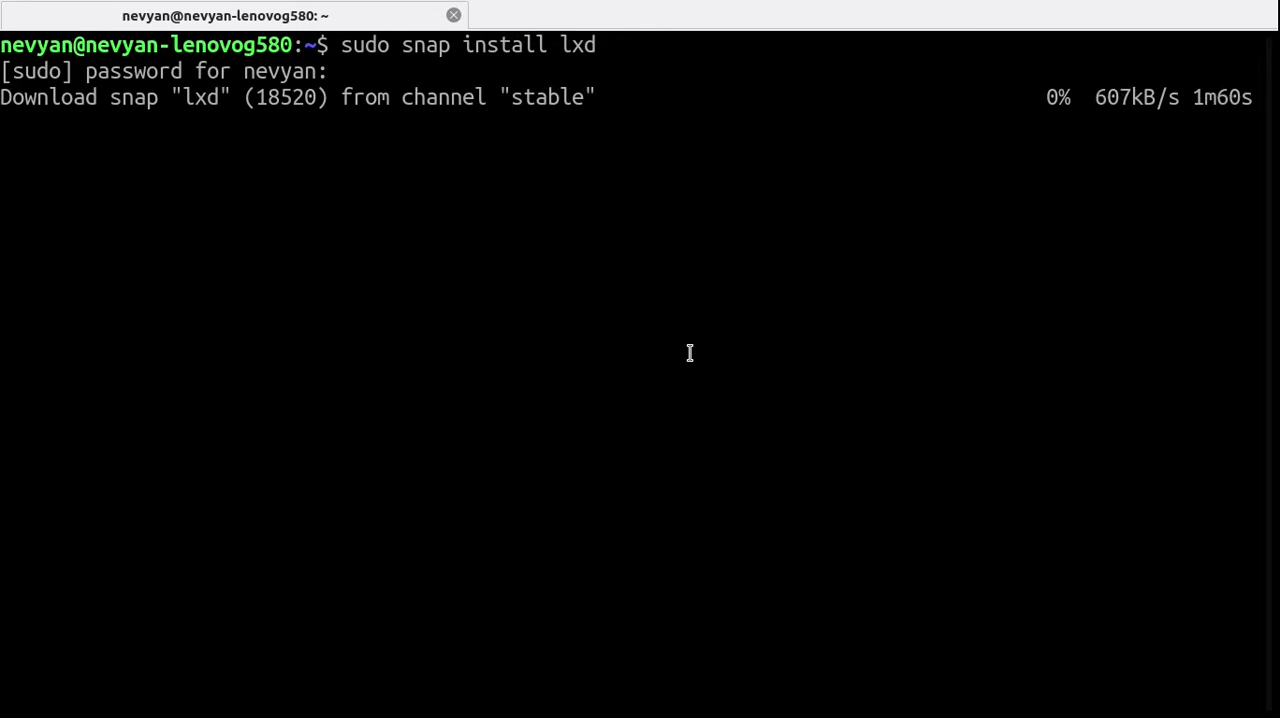 nevyan@nevyan-lenovog580: ~
nevyan@nevyan-lenovog580:~$ sudo snap install lxd
[sudo] password for nevyan:
Download snap "lxd" (18520) from channel "stable" 0% 607kB/s 1m60s